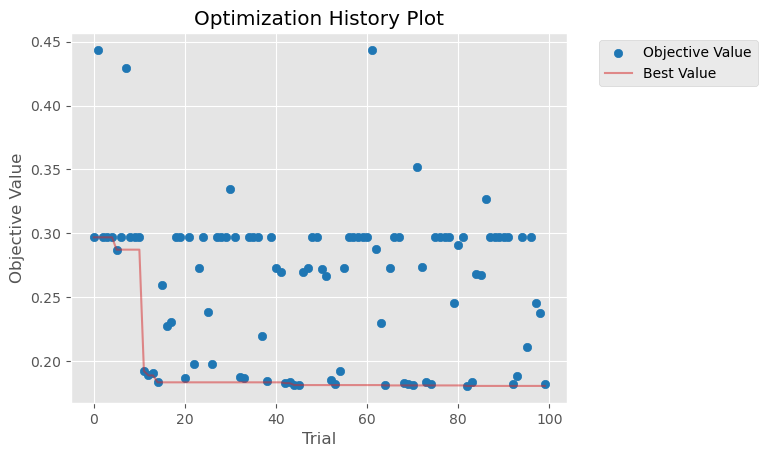 Optimization History Plot
Objective Value
Best Value
0.45
0.40
0.35
0.30
0.25
0.20
Objective Value
0 20 40 60 80 100
Trial